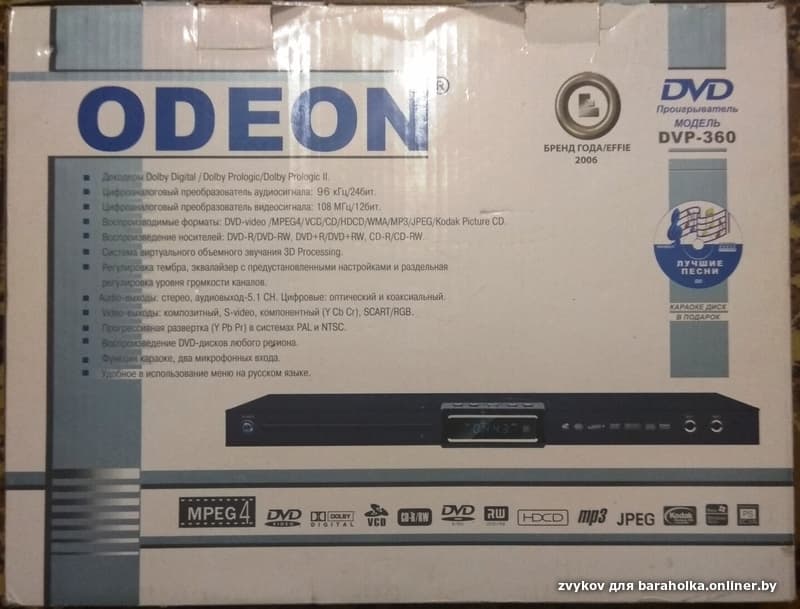 ODEON®
БРЕНД ГОДА/EFFIE
2006
DVD
Проигрыватель
МОДЕЛЬ
DVP-360
Декодеры Dolby Digital / Dolby Prologic/Dolby Prologic II.
Цифроаналоговый преобразователь аудиосигнала: 96 кГц/24бит.
Цифроаналоговый преобразователь видеосигнала: 108 МГц/12бит.
Воспроизводимые форматы: DVD-video /MPEG4/VCD/CD/HDCD/WMA/MP3/JPEG/Kodak Picture CD.
Воспроизведение носителей: DVD-R/DVD-RW, DVD+R/DVD+RW, CD-R/CD-RW.
Система виртуального объемного звучания 3D Processing.
Регулировка тембра, эквалайзер с предустановленными настройками и раздельная
регулировка уровня громкости каналов.
Аudio-выходы: стерео, аудиовыход-5.1 CH. Цифровые: оптический и коаксиальный.
Video-выходы: композитный, S-video, компонентный (Y Cb Cr), SCART/RGB.
Прогрессивная развертка (Y Pb Pr) в системах PAL и NTSC.
Воспроизведение DVD-дисков любого региона.
Функция караоке, два микрофонных входа.
Удобное в использование меню на русском языке.
ЛУЧШИЕ
ПЕСНИ
КАРАОКЕ ДИСК
В ПОДАРОК
MPEG 4
DVD
VIDEO
DOLBY
DIGITAL
VCD
CD-R/RW
DVD
RW
HDCD
mp3
JPEG
Kodak
PS
zvykov для baraholka.onliner.by